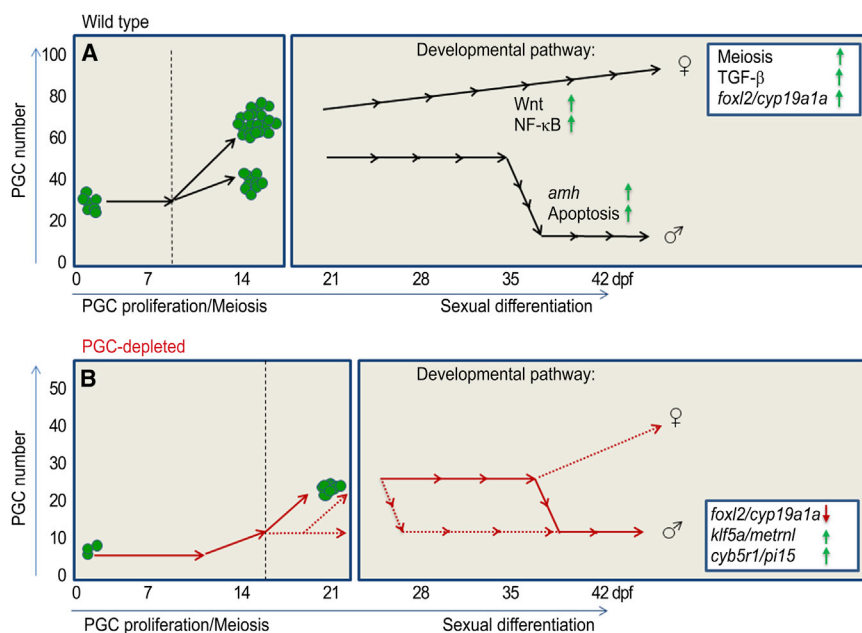 Wild type
A
Developmental pathway:
100
80
60
40
20
0
PGC number
Wnt
NF-κB
amh
Apoptosis
♀
♂
Meiosis
TGF-β
foxl2/cyp19a1a
0 7 14 21 28 35 42 dpf
PGC proliferation/Meiosis Sexual differentiation
PGC-depleted
B
Developmental pathway:
50
40
30
20
10
0
PGC number
♀
♂
foxl2/cyp19a1a
klf5a/metrnl
cyb5r1/pi15
0 7 14 21 28 35 42 dpf
PGC proliferation/Meiosis Sexual differentiation